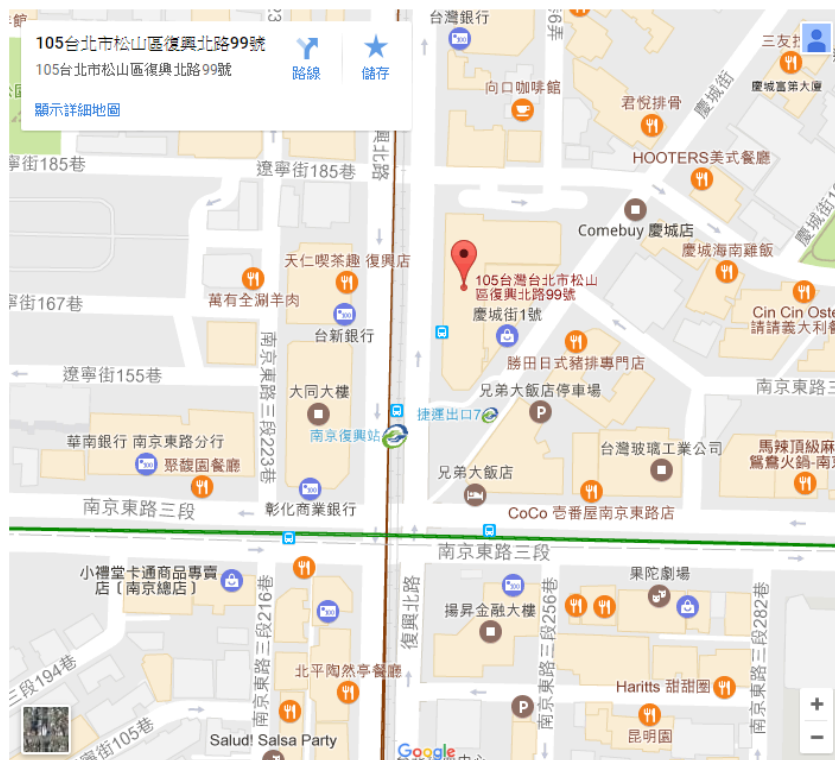 105台北市松山區復興北路99號
105台北市松山區復興北路99號
路線
儲存
顯示詳細地圖
台灣銀行
三友
慶城街
慶城富第大廈
向口咖啡館
君悅排骨
興北路
寧街185巷
遼寧街185巷
HOOTERS美式餐廳
慶城街1
Comebuy 慶城店
天仁喫茶趣 復興店
慶城海南雞飯
105台灣台北市松山
區復興北路99號
萬有全涮羊肉
寧街167巷
Cin Cin Oste
請請義大利餐
慶城街1號
台新銀行
勝田日式豬排專門店
遼寧街155巷
南京東路三段223巷
大同大樓
兄弟大飯店停車場
南京東
捷運出口7
南京復興站
華南銀行 南京東路分行
台灣玻璃工業公司
馬辣頂級麻
鴛鴦火鍋-南京
聚馥園餐廳
兄弟大飯店
南京東路三段
彰化商業銀行
CoCo 壱番屋南京東路店
南京東路三段
小禮堂卡通商品專賣
店〔南京總店〕
果陀劇場
南京東路三段216巷
復興北路
揚昇金融大樓
南京東路三段256巷
南京東路三段282巷
三段194巷
北平陶然亭餐廳
Haritts 甜甜圈
昆明園
街105巷
Salud! Salsa Party
Google
+
−